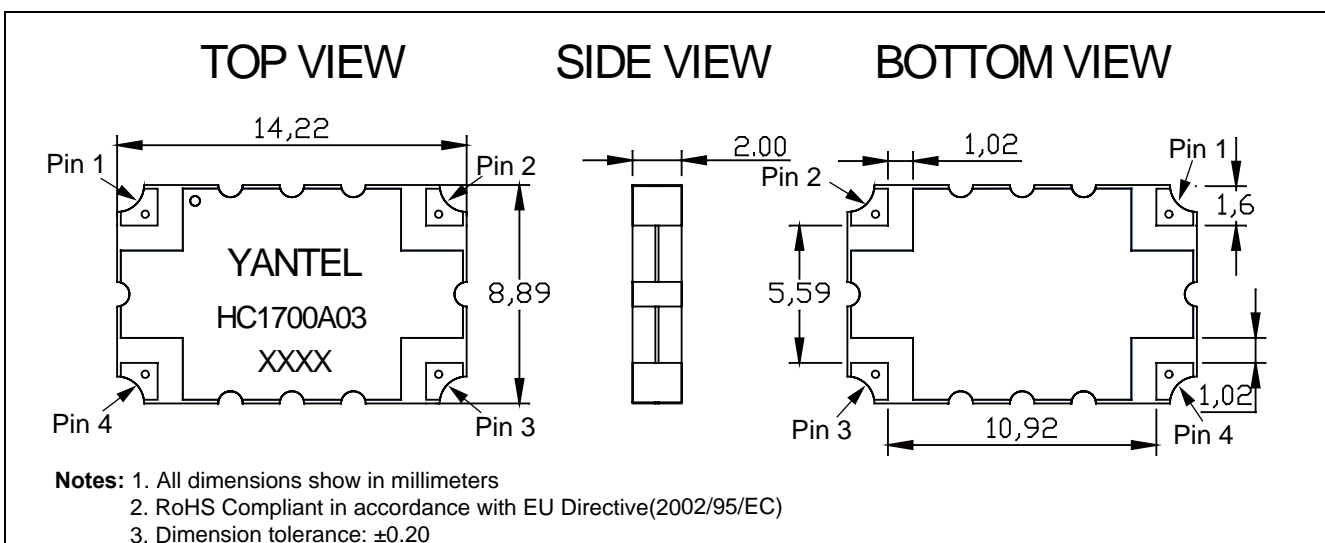 TOP VIEW
SIDE VIEW
BOTTOM VIEW
14,22
Pin 1
Pin 2
8,89
YANTEL
HC1700A03
XXXX
Pin 4
Pin 3
2.00
1,02
Pin 2
Pin 1
1,6
5,59
1,02
Pin 3
10,92
Pin 4
Notes: 1. All dimensions show in millimeters
2. RoHS Compliant in accordance with EU Directive(2002/95/EC)
3. Dimension tolerance: ±0.20